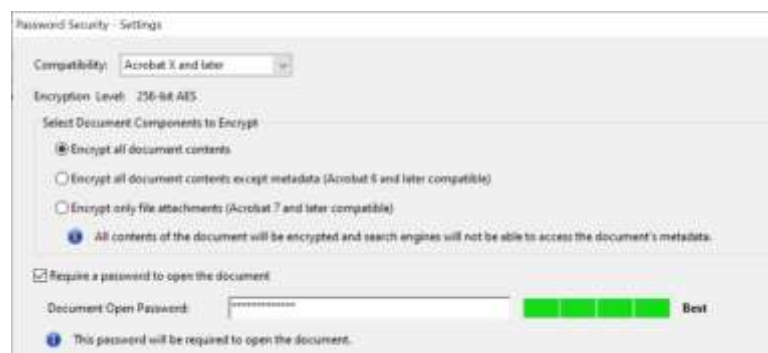 Password Security - Settings
Compatibility: Acrobat X and later
Encryption Level: 256-bit AES
Select Document Components to Encrypt
Encrypt all document contents
Encrypt all document contents except metadata (Acrobat 6 and later compatible)
Encrypt only file attachments (Acrobat 7 and later compatible)
All contents of the document will be encrypted and search engines will not be able to access the document's metadata.
Require a password to open the document
Document Open Password: ************* Best
This password will be required to open the document.